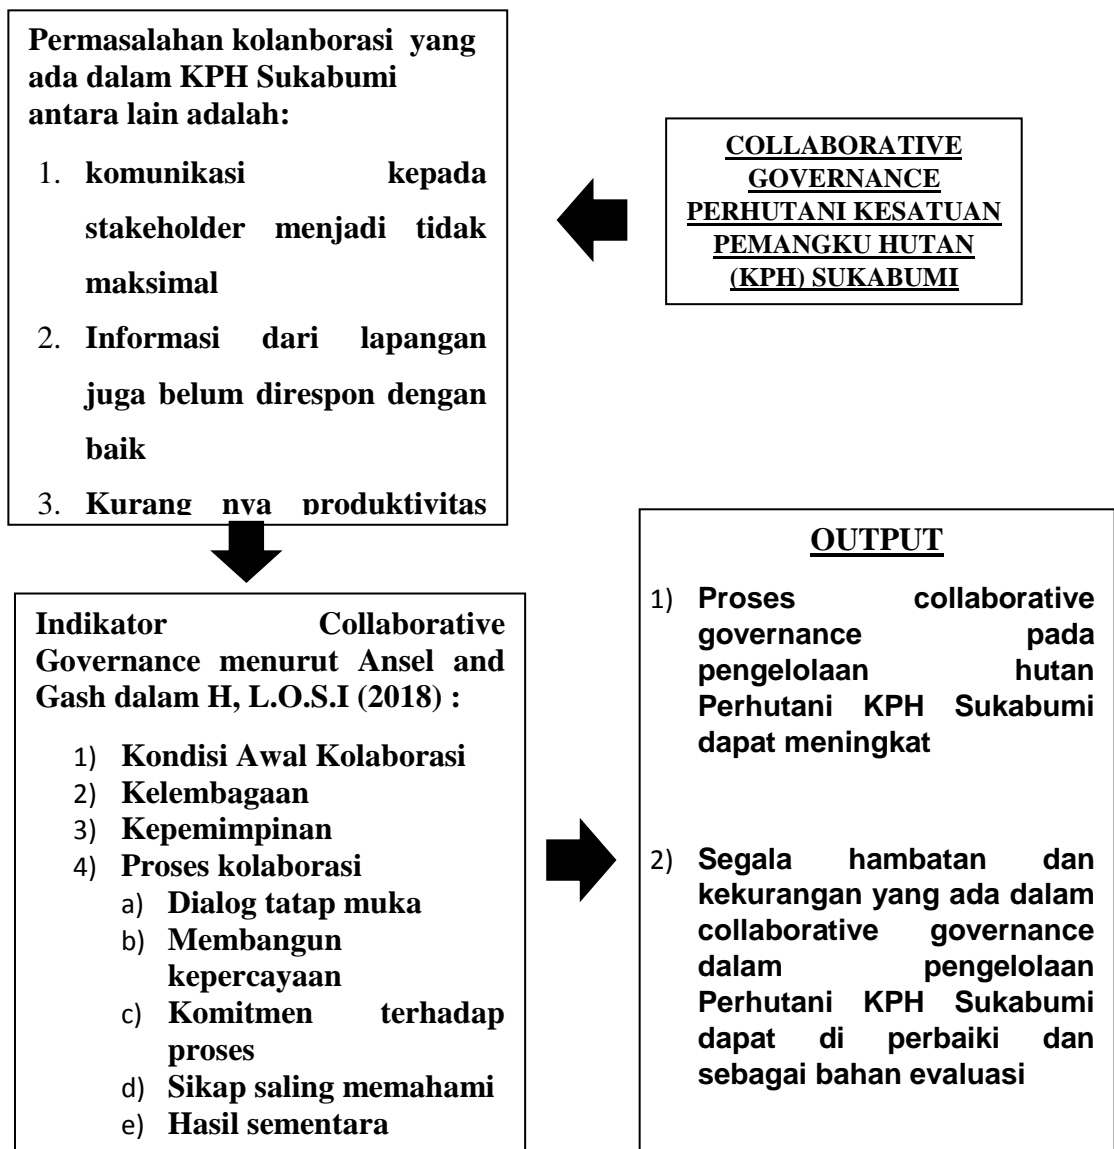 COLLABORATIVE
GOVERNANCE
PERHUTANI KESATUAN
PEMANGKU HUTAN
(KPH) SUKABUMI
Permasalahan kolanborasi yang
ada dalam KPH Sukabumi
antara lain adalah:
1. komunikasi kepada
stakeholder menjadi tidak
maksimal
2. Informasi dari lapangan
juga belum direspon dengan
baik
3. Kurang nya produktivitas
Indikator Collaborative
Governance menurut Ansel and
Gash dalam H, L.O.S.I (2018) :
1) Kondisi Awal Kolaborasi
2) Kelembagaan
3) Kepemimpinan
4) Proses kolaborasi
a) Dialog tatap muka
b) Membangun
kepercayaan
c) Komitmen terhadap
proses
d) Sikap saling memahami
e) Hasil sementara
OUTPUT
1) Proses collaborative
governance pada
pengelolaan hutan
Perhutani KPH Sukabumi
dapat meningkat
2) Segala hambatan dan
kekurangan yang ada dalam
collaborative governance
dalam pengelolaan
Perhutani KPH Sukabumi
dapat di perbaiki dan
sebagai bahan evaluasi